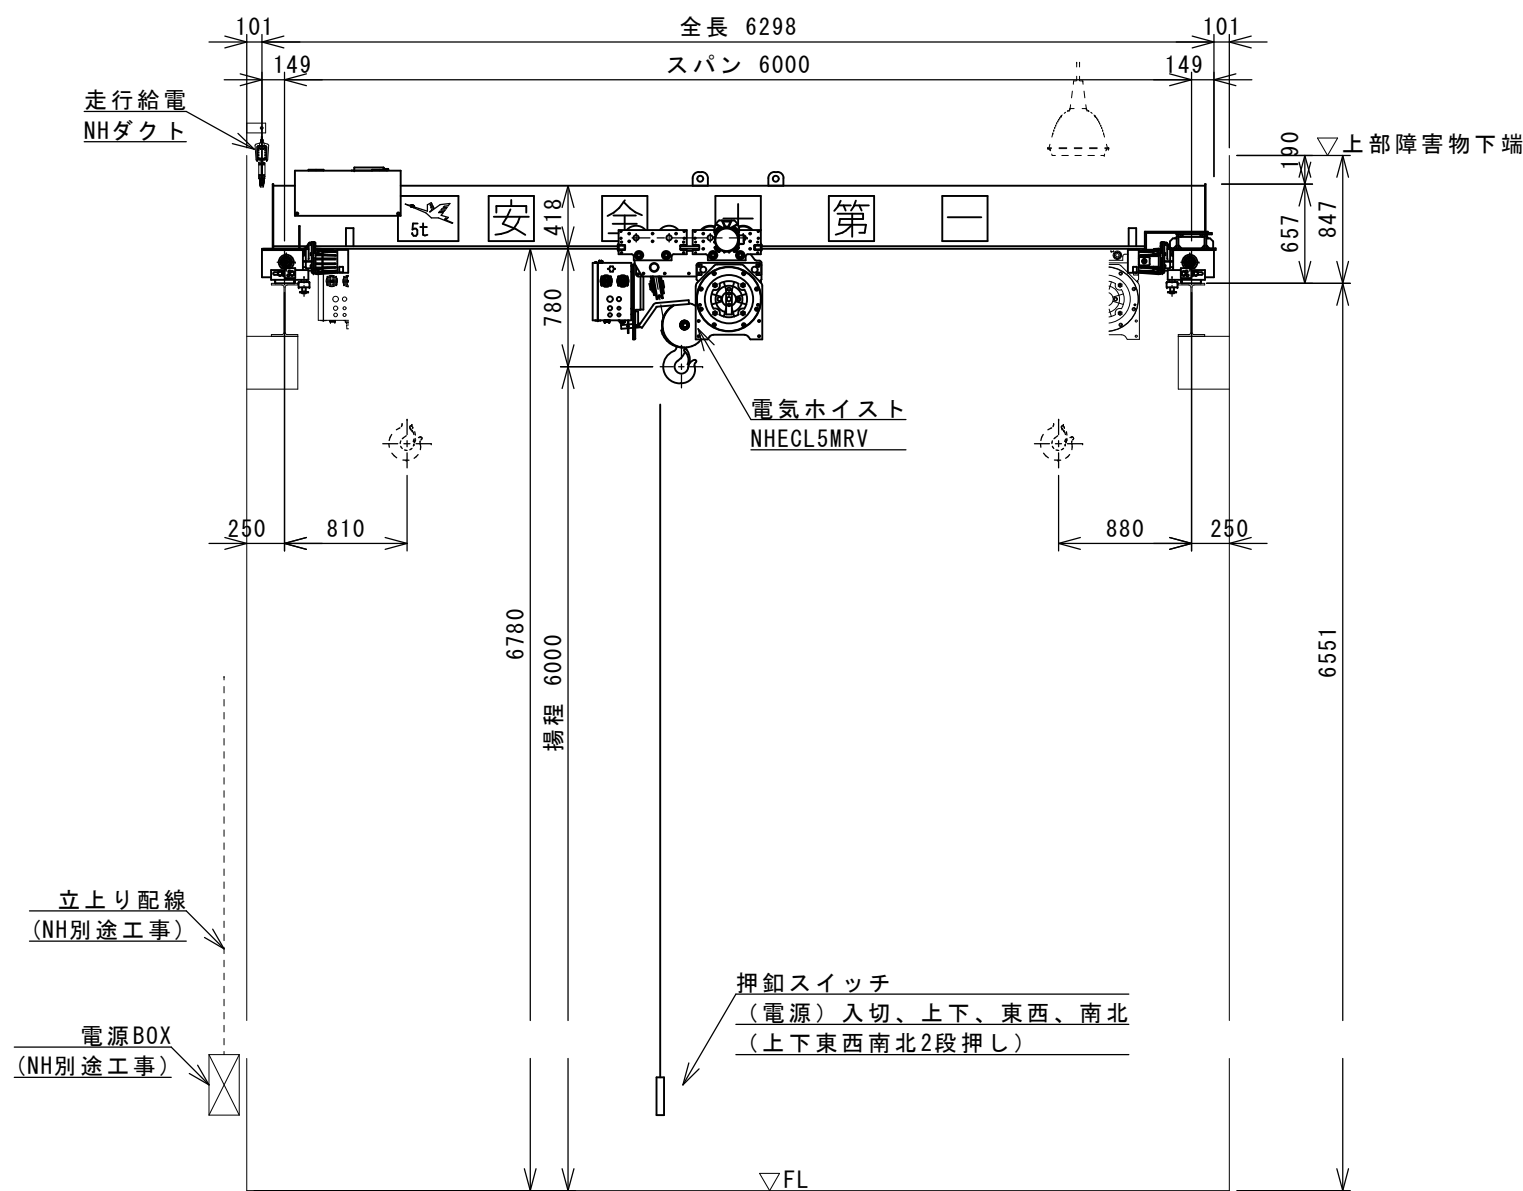 101
全長 6298
101
149
スパン 6000
149
走行給電
NHダクト
190
上部障害物下端
657
847
5t
安
全
十
第
一
418
780
電気ホイスト
NHECL5MRV
250
810
880
250
6780
揚程 6000
6551
立上り配線
(NH別途工事)
電源BOX
(NH別途工事)
押釦スイッチ
(電源)入切、上下、東西、南北
(上下東西南北2段押し)
FL